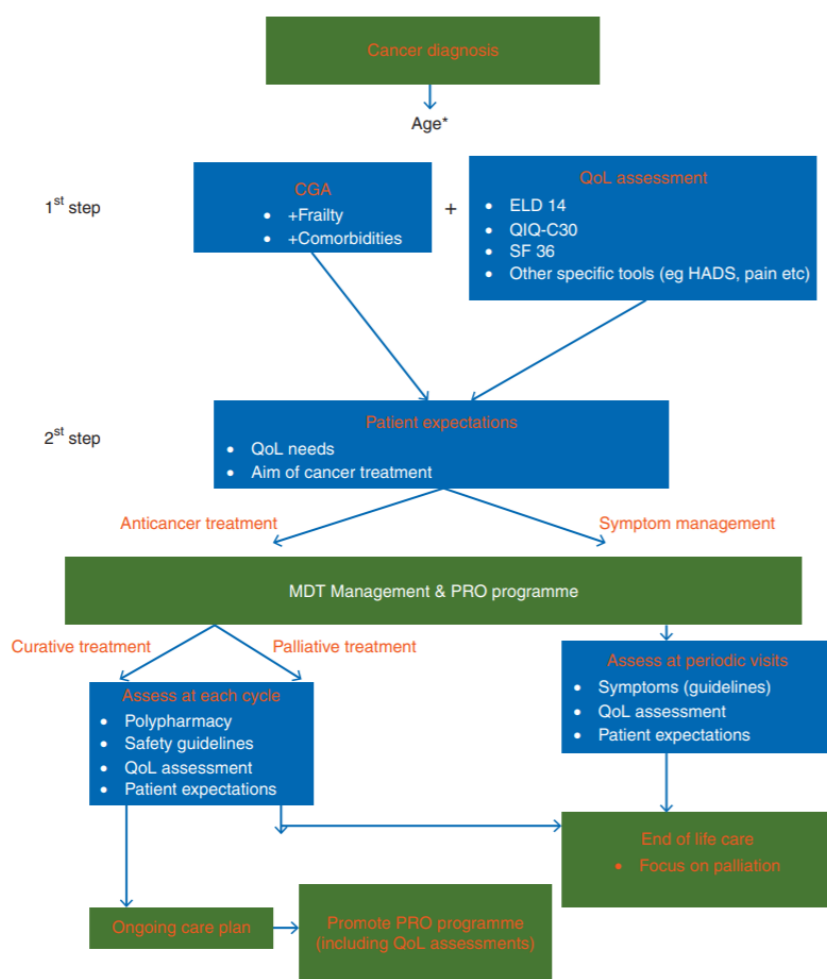 Cancer diagnosis
Age*
1st step
CGA
• +Frailty
• +Comorbidities
+
QoL assessment
• ELD 14
• QIQ-C30
• SF 36
• Other specific tools (eg HADS, pain etc)
2st step
Patient expectations
• QoL needs
• Aim of cancer treatment
Anticancer treatment
Symptom management
MDT Management & PRO programme
Curative treatment
Palliative treatment
Assess at each cycle
• Polypharmacy
• Safety guidelines
• QoL assessment
• Patient expectations
Assess at periodic visits
• Symptoms (guidelines)
• QoL assessment
• Patient expectations
End of life care
• Focus on palliation
Ongoing care plan
Promote PRO programme
(including QoL assessments)